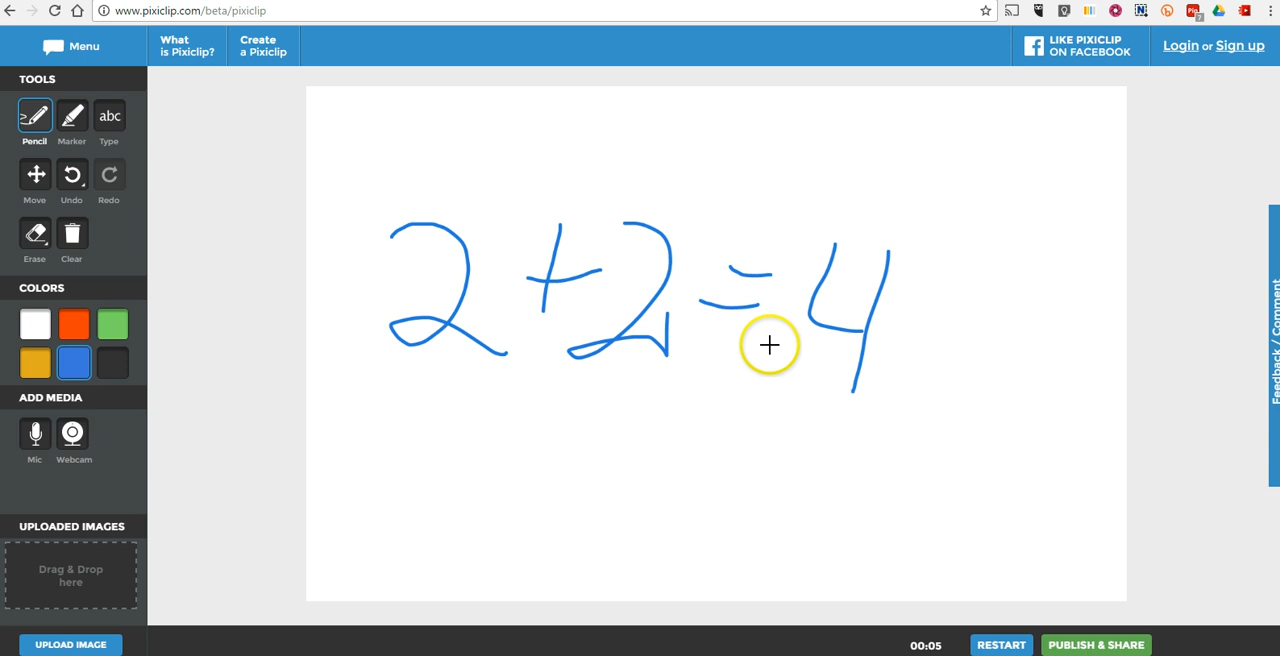 www.pixiclip.com/beta/pixiclip
Menu
What
is Pixiclip?
Create
a Pixiclip
LIKE PIXICLIP
ON FACEBOOK
Login or Sign up
TOOLS
abc
Pencil Marker Type
Move Undo Redo
Erase Clear
COLORS
ADD MEDIA
Mic Webcam
UPLOADED IMAGES
Drag & Drop
here
UPLOAD IMAGE
2 + 2 = 4
Feedback / Comment
00:05
RESTART
PUBLISH & SHARE